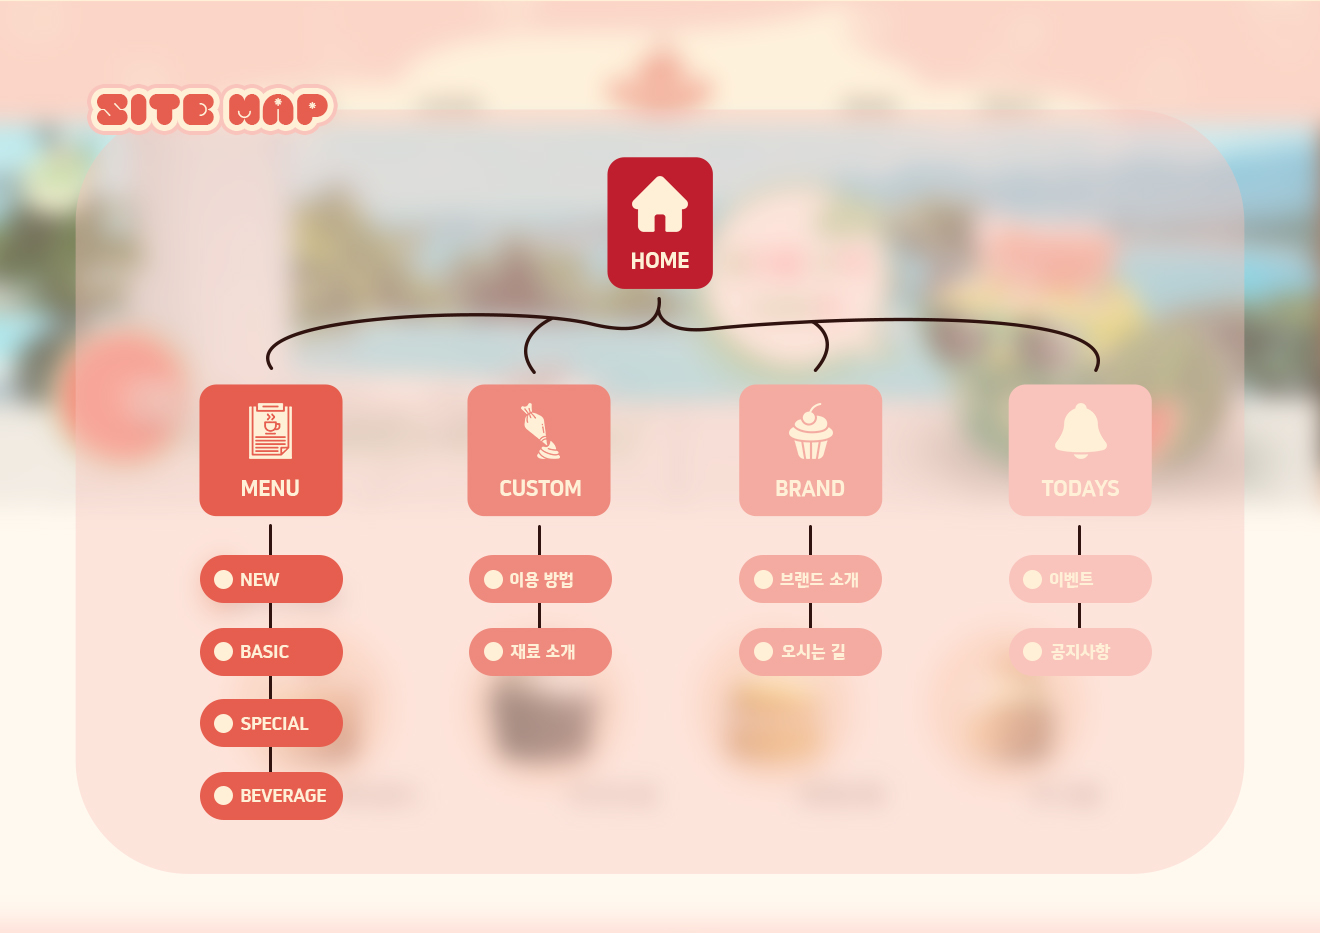 SITE MAP
HOME
MENU
NEW
BASIC
SPECIAL
BEVERAGE
CUSTOM
이용 방법
재료 소개
BRAND
브랜드 소개
오시는 길
TODAYS
이벤트
공지사항